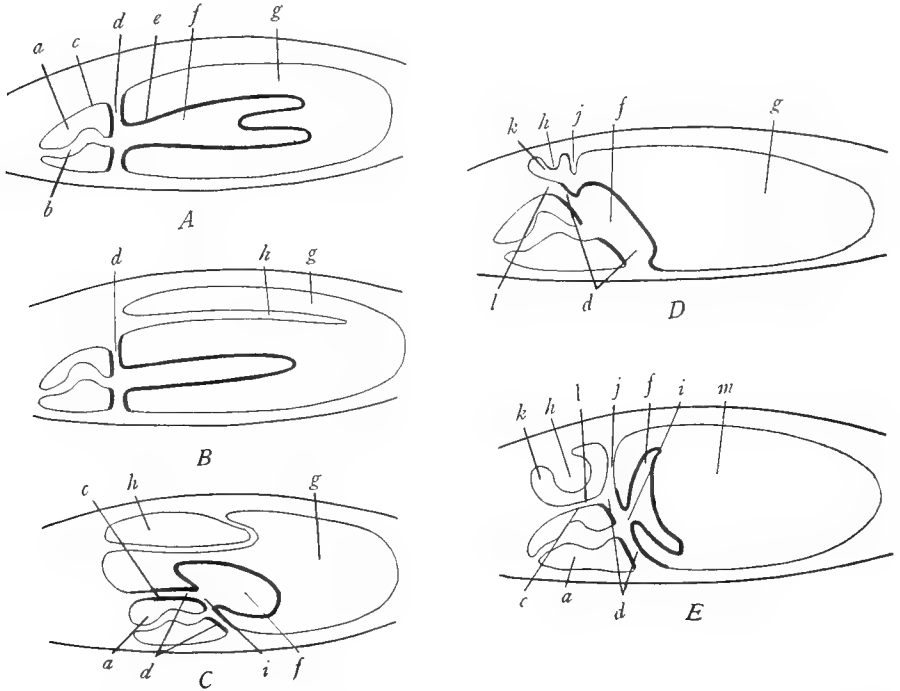 a c d e f g
b
A
d h g
B
c h g
a d i f
C
k h j f g
l d
D
k h l j f i m
c a d
E